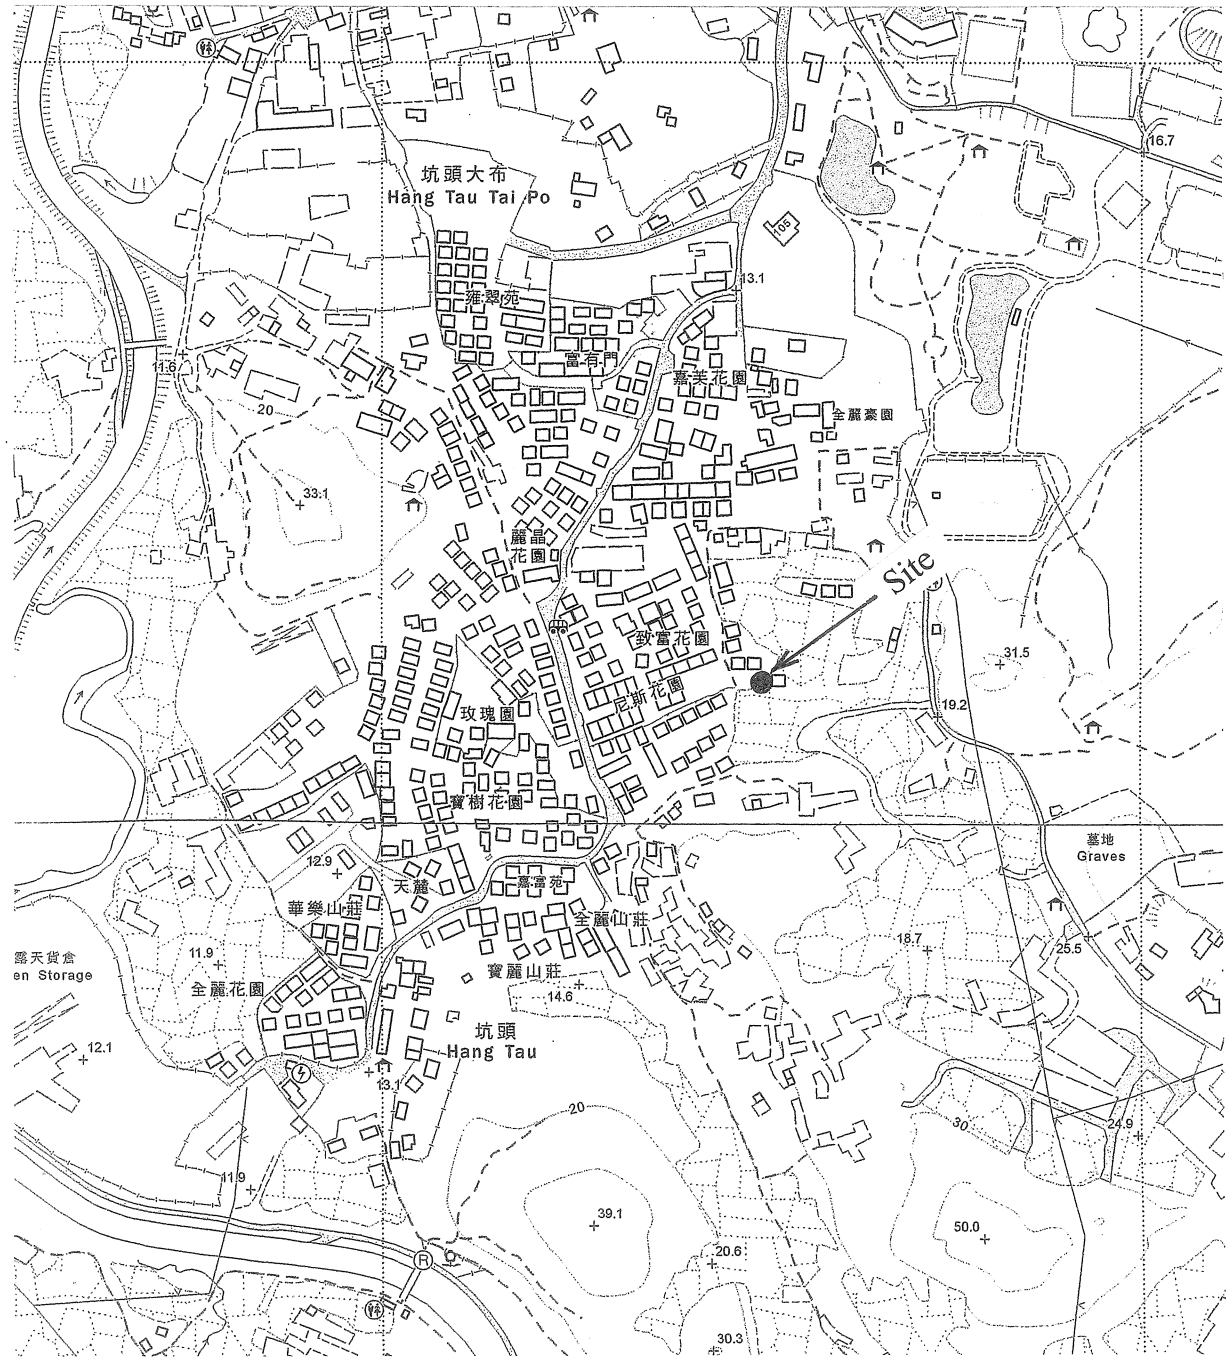 16.7
坑頭大布
Hang Tau Tai Po
105
13.1
雍翠苑
富有門
11.6
嘉芙花園
20
全麗豪園
33.1
麗晶
花園
Site
致富花園
31.5
尼斯花園
19.2
玫瑰園
寶樹花園
墓地
Graves
12.9
天麓
嘉富苑
華樂山莊
全麗山莊
18.7
25.5
露天貨倉
en Storage
11.9
寶麗山莊
全麗花園
14.6
坑頭
Hang Tau
12.1
13.1
20
30
24.9
11.9
39.1
50.0
20.6
R
30.3